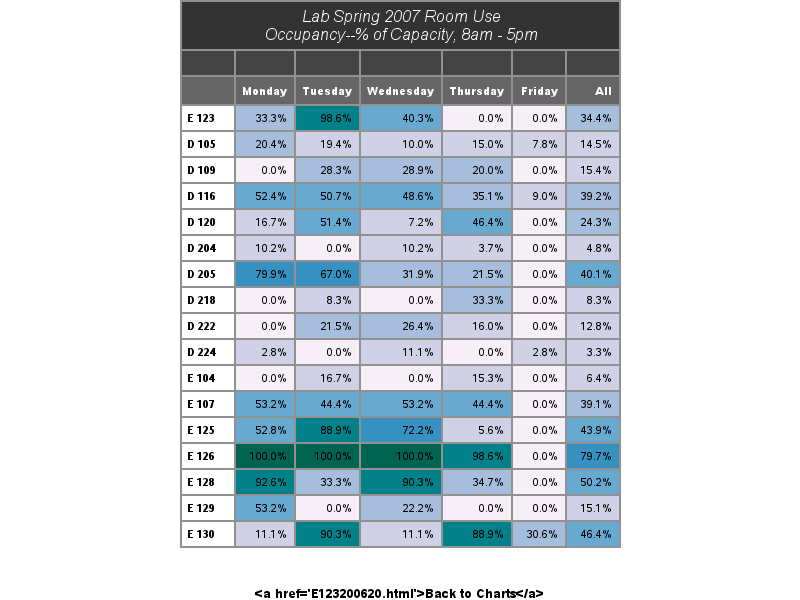 Lab Spring 2007 Room Use
Occupancy--% of Capacity, 8am - 5pm
Monday Tuesday Wednesday Thursday Friday All
E 123 33.3% 98.6% 40.3% 0.0% 0.0% 34.4%
D 105 20.4% 19.4% 10.0% 15.0% 7.8% 14.5%
D 109 0.0% 28.3% 28.9% 20.0% 0.0% 15.4%
D 116 52.4% 50.7% 48.6% 35.1% 9.0% 39.2%
D 120 16.7% 51.4% 7.2% 46.4% 0.0% 24.3%
D 204 10.2% 0.0% 10.2% 3.7% 0.0% 4.8%
D 205 79.9% 67.0% 31.9% 21.5% 0.0% 40.1%
D 218 0.0% 8.3% 0.0% 33.3% 0.0% 8.3%
D 222 0.0% 21.5% 26.4% 16.0% 0.0% 12.8%
D 224 2.8% 0.0% 11.1% 0.0% 2.8% 3.3%
E 104 0.0% 16.7% 0.0% 15.3% 0.0% 6.4%
E 107 53.2% 44.4% 53.2% 44.4% 0.0% 39.1%
E 125 52.8% 88.9% 72.2% 5.6% 0.0% 43.9%
E 126 100.0% 100.0% 100.0% 98.6% 0.0% 79.7%
E 128 92.6% 33.3% 90.3% 34.7% 0.0% 50.2%
E 129 53.2% 0.0% 22.2% 0.0% 0.0% 15.1%
E 130 11.1% 90.3% 11.1% 88.9% 30.6% 46.4%
<a href='E123200620.html'>Back to Charts</a>